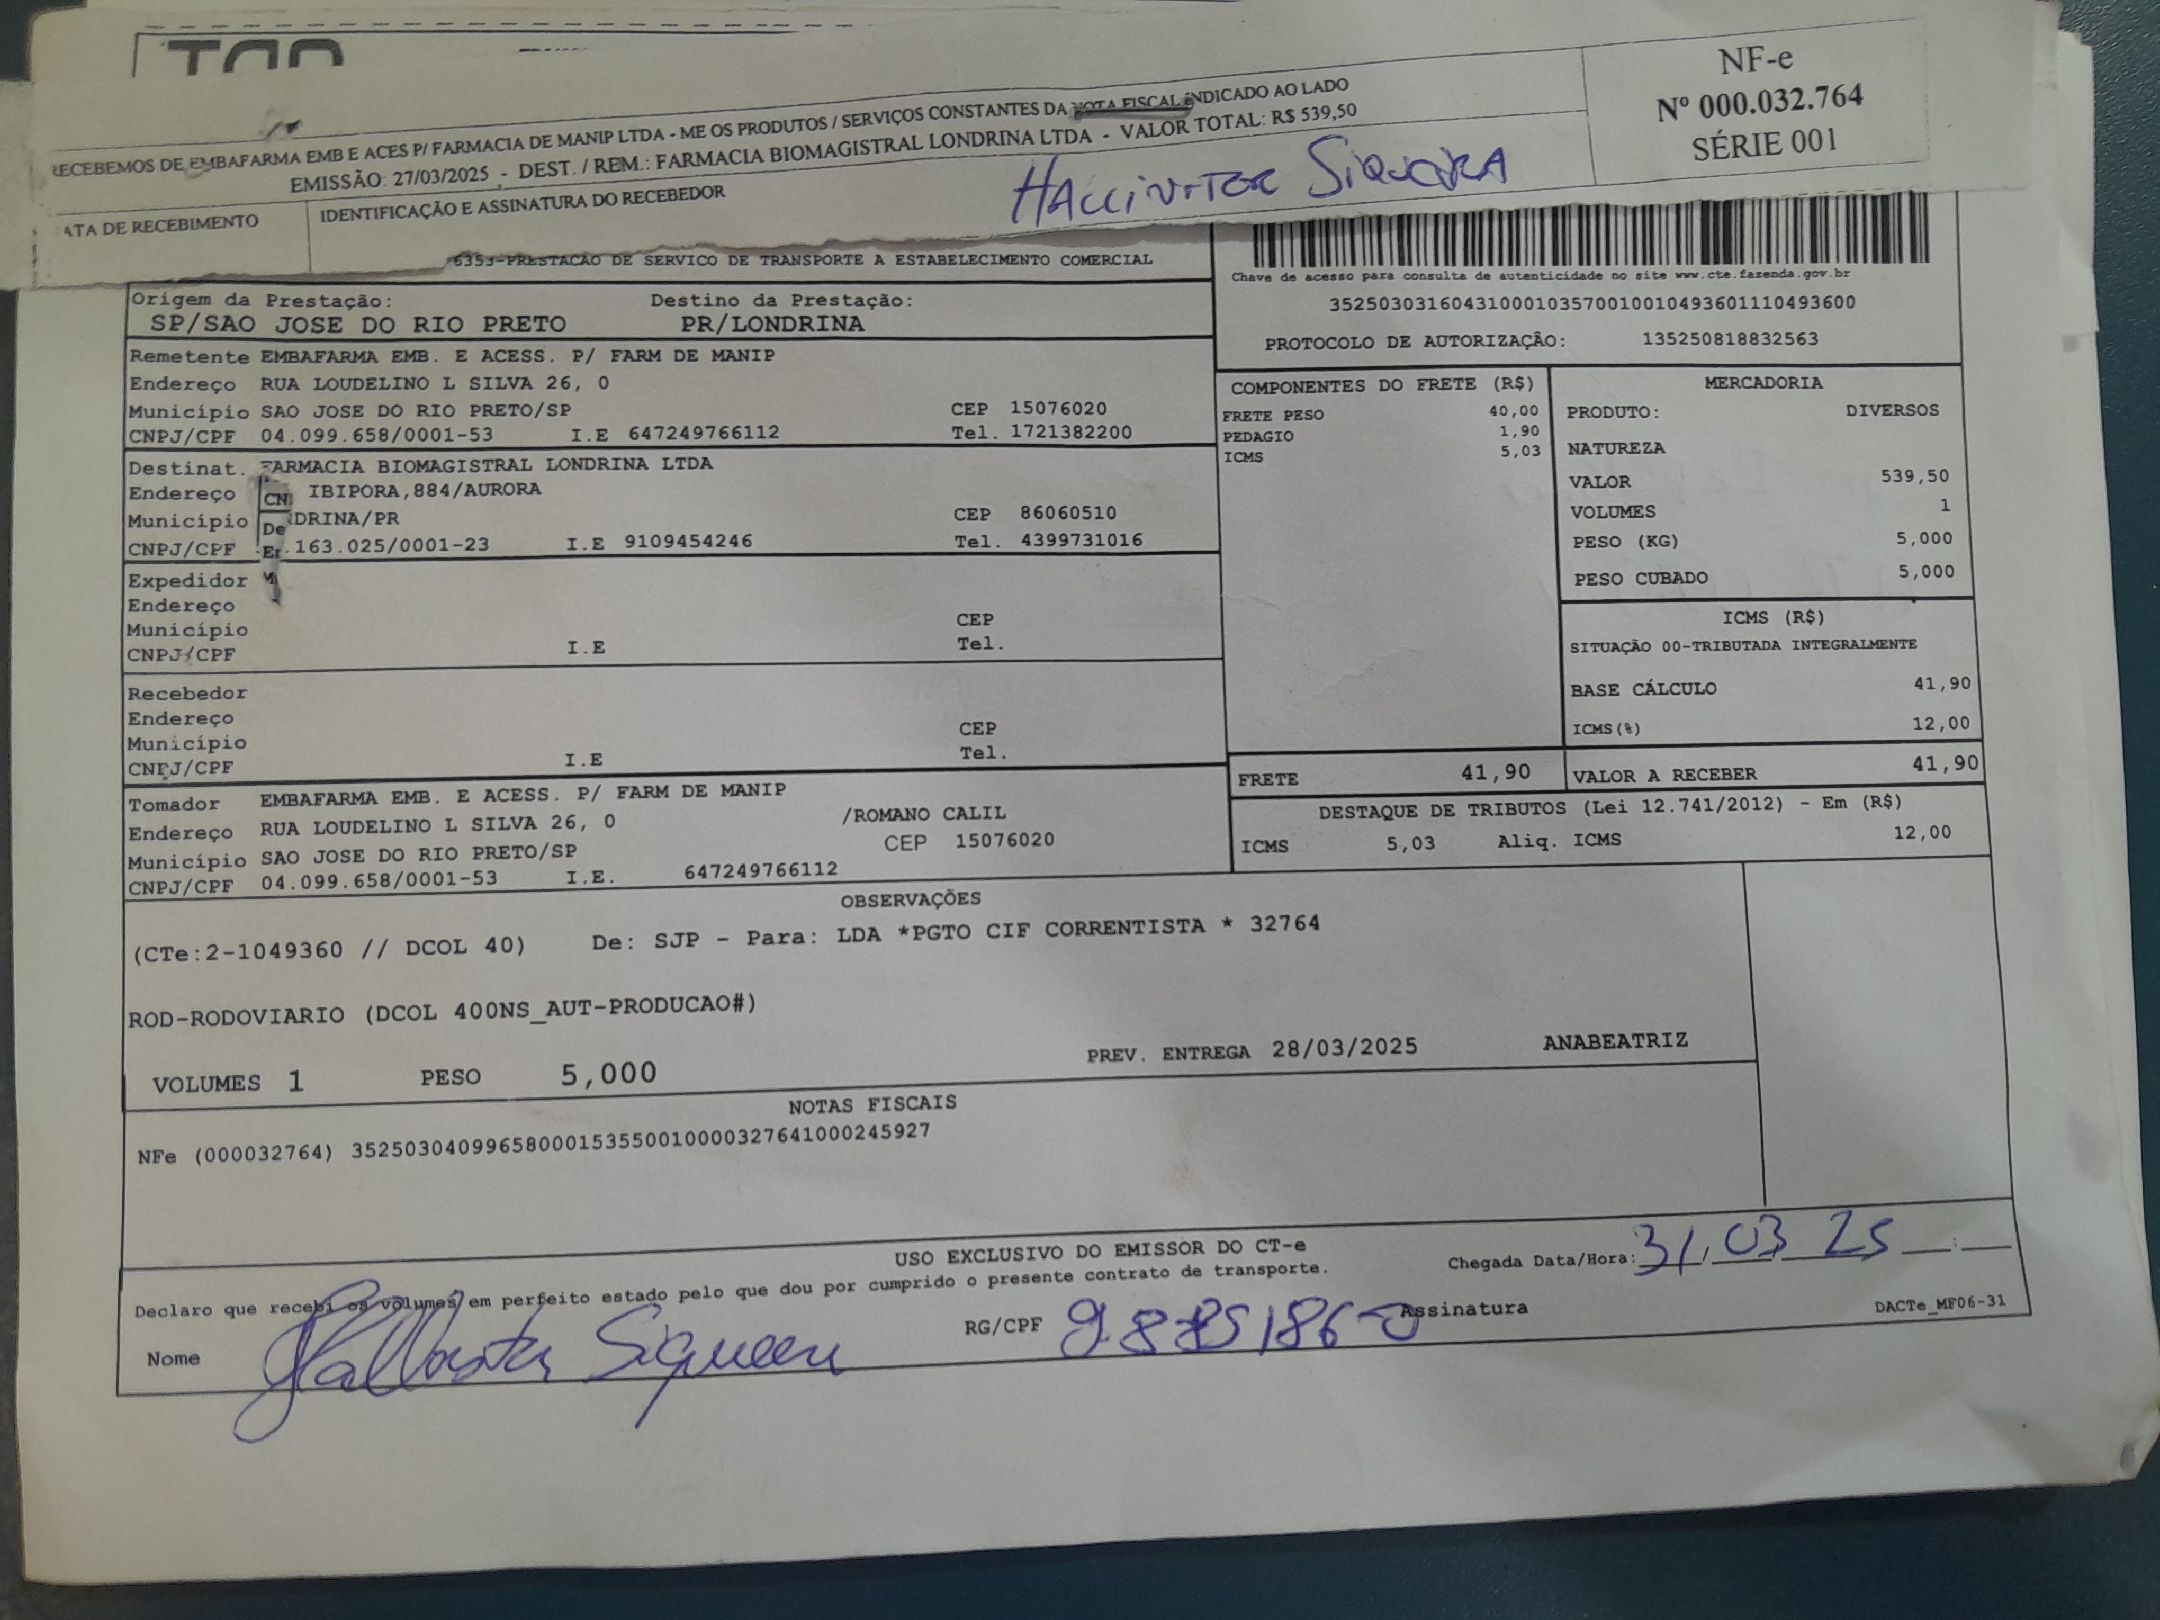 NF-e
Nº 000.032.764
SÉRIE 001
ECEBEMOS DE EMBAFARMA EMB E ACES P/ FARMACIA DE MANIP LTDA - ME OS PRODUTOS / SERVIÇOS CONSTANTES DA NOTA FISCAL INDICADO AO LADO
EMISSÃO: 27/03/2025 - DEST. / REM.: FARMACIA BIOMAGISTRAL LONDRINA LTDA - VALOR TOTAL: R$ 539,50
ATA DE RECEBIMENTO IDENTIFICAÇÃO E ASSINATURA DO RECEBEDOR
SIQUEIRA
6353-PRESTACAO DE SERVICO DE TRANSPORTE A ESTABELECIMENTO COMERCIAL
Chave de acesso para consulta de autenticidade no site www.cte.fazenda.gov.br
35250303160431000103570010010493601110493600
PROTOCOLO DE AUTORIZAÇÃO: 135250818832563
Origem da Prestação: Destino da Prestação:
SP/SAO JOSE DO RIO PRETO PR/LONDRINA
Remetente EMBAFARMA EMB. E ACESS. P/ FARM DE MANIP
Endereço RUA LOUDELINO L SILVA 26, 0
Município SAO JOSE DO RIO PRETO/SP CEP 15076020
CNPJ/CPF 04.099.658/0001-53 I.E 647249766112 Tel. 1721382200
Destinat. FARMACIA BIOMAGISTRAL LONDRINA LTDA
Endereço CN IBIPORA,884/AURORA
Município De NDRINA/PR CEP 86060510
CNPJ/CPF .163.025/0001-23 I.E 9109454246 Tel. 4399731016
Expedidor
Endereço
Município CEP
CNPJ/CPF I.E Tel.
Recebedor
Endereço
Município CEP
CNPJ/CPF I.E Tel.
Tomador EMBAFARMA EMB. E ACESS. P/ FARM DE MANIP
Endereço RUA LOUDELINO L SILVA 26, 0 /ROMANO CALIL
Município SAO JOSE DO RIO PRETO/SP CEP 15076020
CNPJ/CPF 04.099.658/0001-53 I.E. 647249766112
COMPONENTES DO FRETE (R$)
FRETE PESO 40,00
PEDAGIO 1,90
ICMS 5,03
MERCADORIA
PRODUTO: DIVERSOS
NATUREZA
VALOR 539,50
VOLUMES 1
PESO (KG) 5,000
PESO CUBADO 5,000
ICMS (R$)
SITUAÇÃO 00-TRIBUTADA INTEGRALMENTE
BASE CÁLCULO 41,90
ICMS(%) 12,00
FRETE 41,90 VALOR A RECEBER 41,90
DESTAQUE DE TRIBUTOS (Lei 12.741/2012) - Em (R$)
ICMS 5,03 Aliq. ICMS 12,00
OBSERVAÇÕES
(CTe:2-1049360 // DCOL 40) De: SJP - Para: LDA *PGTO CIF CORRENTISTA * 32764
ROD-RODOVIARIO (DCOL 400NS_AUT-PRODUCAO#)
VOLUMES 1 PESO 5,000 PREV. ENTREGA 28/03/2025 ANABEATRIZ
NOTAS FISCAIS
NFe (000032764) 35250304099658000153550010000327641000245927
USO EXCLUSIVO DO EMISSOR DO CT-e
Declaro que recebi os volumes em perfeito estado pelo que dou por cumprido o presente contrato de transporte.
Chegada Data/Hora: 31/03 25
Nome RG/CPF Assinatura
DACTe_MF06-31